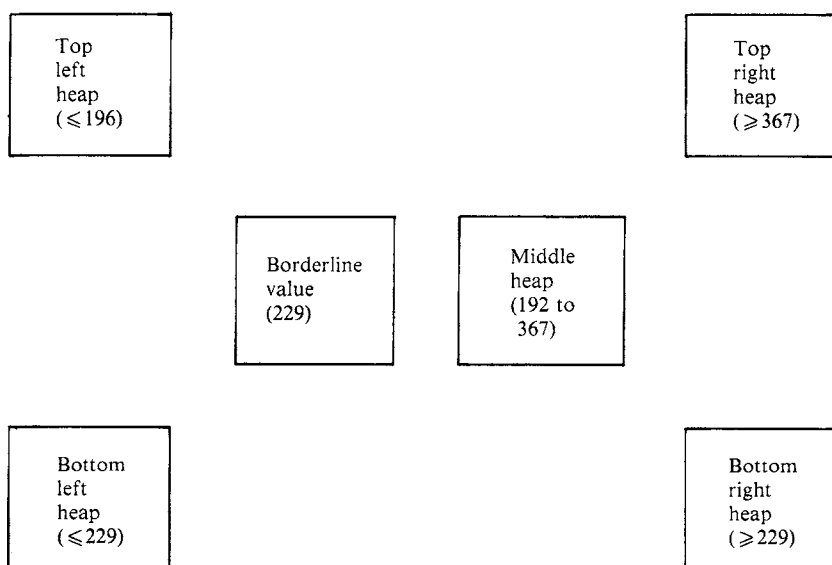 Top
left
heap
(⩽196)
Top
right
heap
(⩾367)
Borderline
value
(229)
Middle
heap
(192 to
367)
Bottom
left
heap
(⩽229)
Bottom
right
heap
(⩾229)